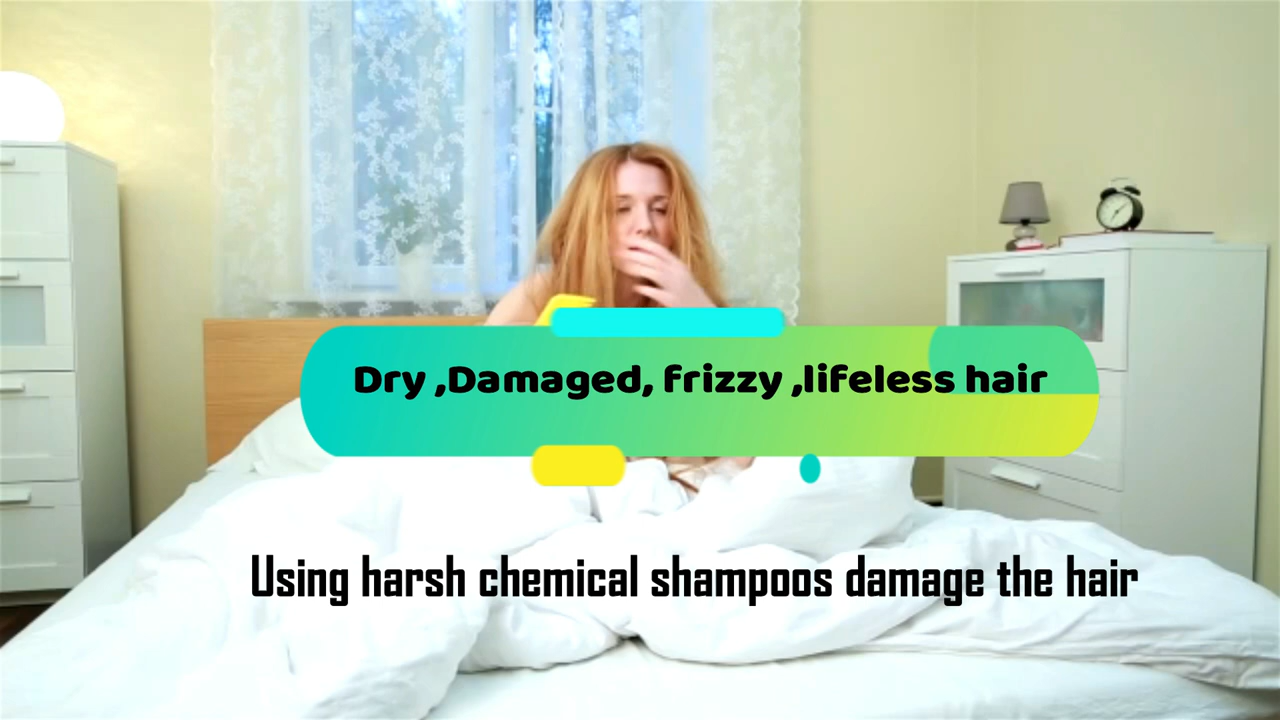 Dry ,Damaged, frizzy ,lifeless hair
Using harsh chemical shampoos damage the hair